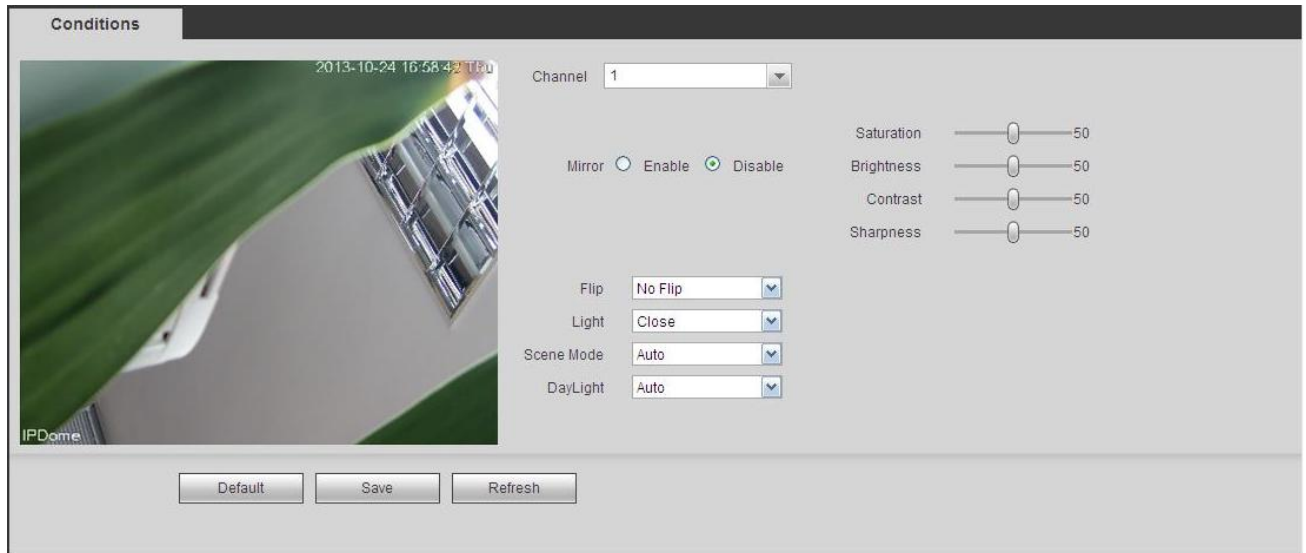 Conditions
2013-10-24 16:58:42 Thu
IPDome
Channel 1
Mirror Enable Disable
Saturation 50
Brightness 50
Contrast 50
Sharpness 50
Flip No Flip
Light Close
Scene Mode Auto
DayLight Auto
Default Save Refresh